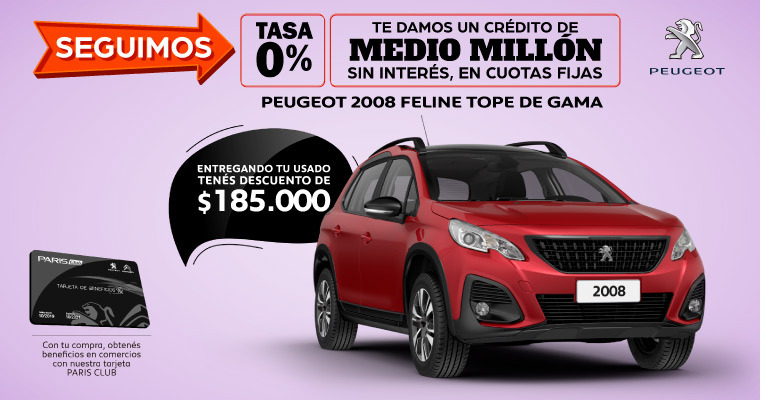 SEGUIMOS
TASA
0%
TE DAMOS UN CRÉDITO DE
MEDIO MILLÓN
SIN INTERÉS, EN CUOTAS FIJAS
PEUGEOT
PEUGEOT 2008 FELINE TOPE DE GAMA
ENTREGANDO TU USADO
TENÉS DESCUENTO DE
$185.000
2008
PARIS
TARJETA DE BENEFICIOS
10/2019
Con tu compra, obtenés
beneficios en comercios
con nuestra tarjeta
PARIS CLUB